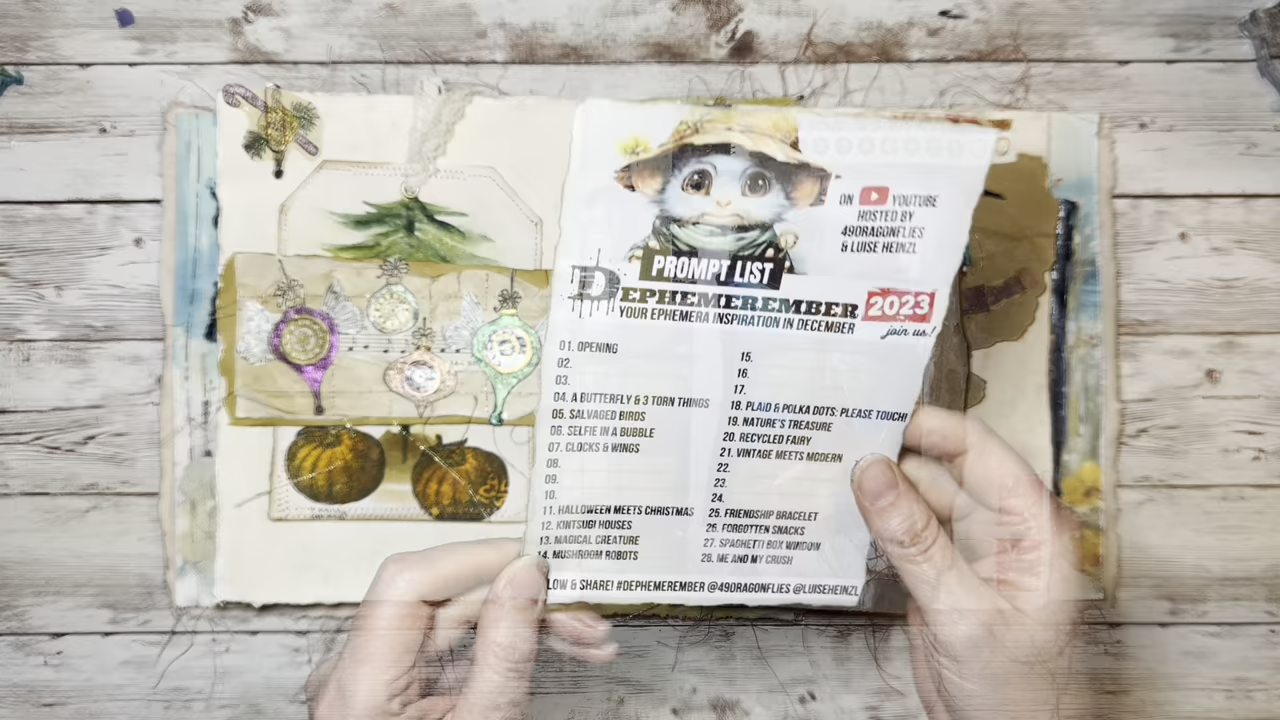 ON YOUTUBE
HOSTED BY
49DRAGONFLIES
& LUISE HEINZL
PROMPT LIST
DEPHEMEREMBER 2023
YOUR EPHEMERA INSPIRATION IN DECEMBER
join us!
01. OPENING
02.
03.
04. A BUTTERFLY & 3 TORN THINGS
05. SALVAGED BIRDS
06. SELFIE IN A BUBBLE
07. CLOCKS & WINGS
08.
09.
10.
11. HALLOWEEN MEETS CHRISTMAS
12. KINTSUGI HOUSES
13. MAGICAL CREATURE
14. MUSHROOM ROBOTS
15.
16.
17.
18. PLAID & POLKA DOTS: PLEASE TOUCH!
19. NATURE'S TREASURE
20. RECYCLED FAIRY
21. VINTAGE MEETS MODERN
22.
23.
24.
25. FRIENDSHIP BRACELET
26. FORGOTTEN SNACKS
27. SPAGHETTI BOX WINDOW
28. ME AND MY CRUSH
LOW & SHARE! #DEPHEMEREMBER @49DRAGONFLIES @LUISEHEINZL